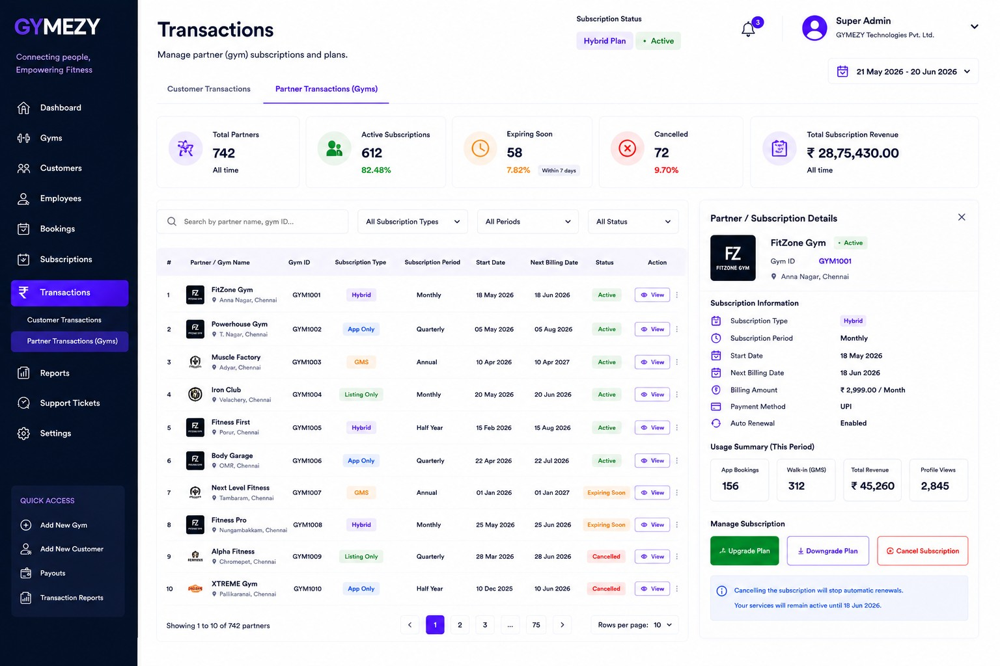 GYMEZY
Connecting people,
Empowering Fitness
Dashboard
Gyms
Customers
Employees
Bookings
Subscriptions
₹ Transactions
Customer Transactions
Partner Transactions (Gyms)
Reports
Support Tickets
Settings
QUICK ACCESS
Add New Gym
Add New Customer
Payouts
Transaction Reports
Transactions
Manage partner (gym) subscriptions and plans.
Subscription Status
Hybrid Plan • Active
3
Super Admin
GYMEZY Technologies Pvt. Ltd.
21 May 2026 - 20 Jun 2026
Customer Transactions Partner Transactions (Gyms)
Total Partners
742
All time
Active Subscriptions
612
82.48%
Expiring Soon
58
7.82% Within 7 days
Cancelled
72
9.70%
Total Subscription Revenue
₹ 28,75,430.00
All time
Search by partner name, gym ID... All Subscription Types All Periods All Status
# Partner / Gym Name Gym ID Subscription Type Subscription Period Start Date Next Billing Date Status Action
1 FZ FitZone Gym Anna Nagar, Chennai GYM1001 Hybrid Monthly 18 May 2026 18 Jun 2026 Active View
2 FZ Powerhouse Gym T. Nagar, Chennai GYM1002 App Only Quarterly 05 May 2026 05 Aug 2026 Active View
3 Muscle Factory Adyar, Chennai GYM1003 GMS Annual 10 Apr 2026 10 Apr 2027 Active View
4 Iron Club Velachery, Chennai GYM1004 Listing Only Monthly 20 May 2026 20 Jun 2026 Active View
5 FZ Fitness First Porur, Chennai GYM1005 Hybrid Half Year 15 Feb 2026 15 Aug 2026 Active View
6 FZ Body Garage OMR, Chennai GYM1006 App Only Quarterly 22 Apr 2026 22 Jul 2026 Active View
7 Next Level Fitness Tambaram, Chennai GYM1007 GMS Annual 01 Jan 2026 01 Jan 2027 Expiring Soon View
8 FZ Fitness Pro Nungambakkam, Chennai GYM1008 Hybrid Monthly 25 May 2026 25 Jun 2026 Expiring Soon View
9 Alpha Fitness Chromepet, Chennai GYM1009 Listing Only Quarterly 28 Mar 2026 28 Jun 2026 Cancelled View
10 XTREME Gym Pallikaranai, Chennai GYM1010 App Only Half Year 10 Dec 2025 10 Jun 2026 Cancelled View
Showing 1 to 10 of 742 partners 1 2 3 ... 75 Rows per page: 10
Partner / Subscription Details
FZ
FITZONE GYM
FitZone Gym • Active
Gym ID GYM1001
Anna Nagar, Chennai
Subscription Information
Subscription Type Hybrid
Subscription Period Monthly
Start Date 18 May 2026
Next Billing Date 18 Jun 2026
Billing Amount ₹ 2,999.00 / Month
Payment Method UPI
Auto Renewal Enabled
Usage Summary (This Period)
App Bookings
156
Walk-in (GMS)
312
Total Revenue
₹ 45,260
Profile Views
2,845
Manage Subscription
Upgrade Plan Downgrade Plan Cancel Subscription
Cancelling the subscription will stop automatic renewals.
Your services will remain active until 18 Jun 2026.